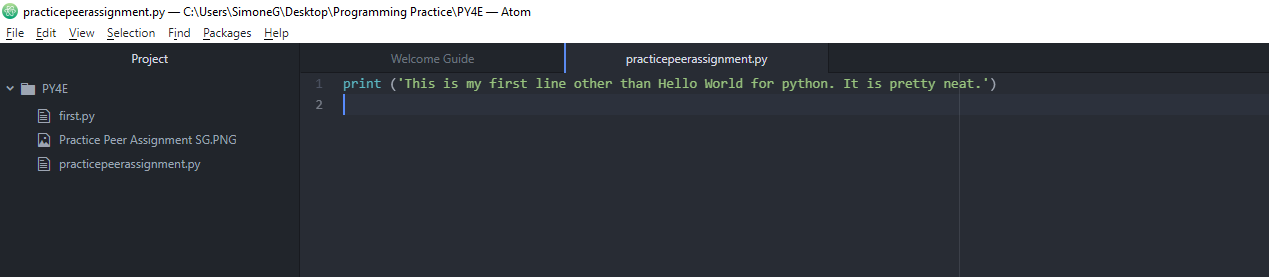 practicepeerassignment.py — C:\Users\SimoneG\Desktop\Programming Practice\PY4E — Atom
File Edit View Selection Find Packages Help
Project
Welcome Guide
practicepeerassignment.py
PY4E
first.py
Practice Peer Assignment SG.PNG
practicepeerassignment.py
1 print ('This is my first line other than Hello World for python. It is pretty neat.')
2